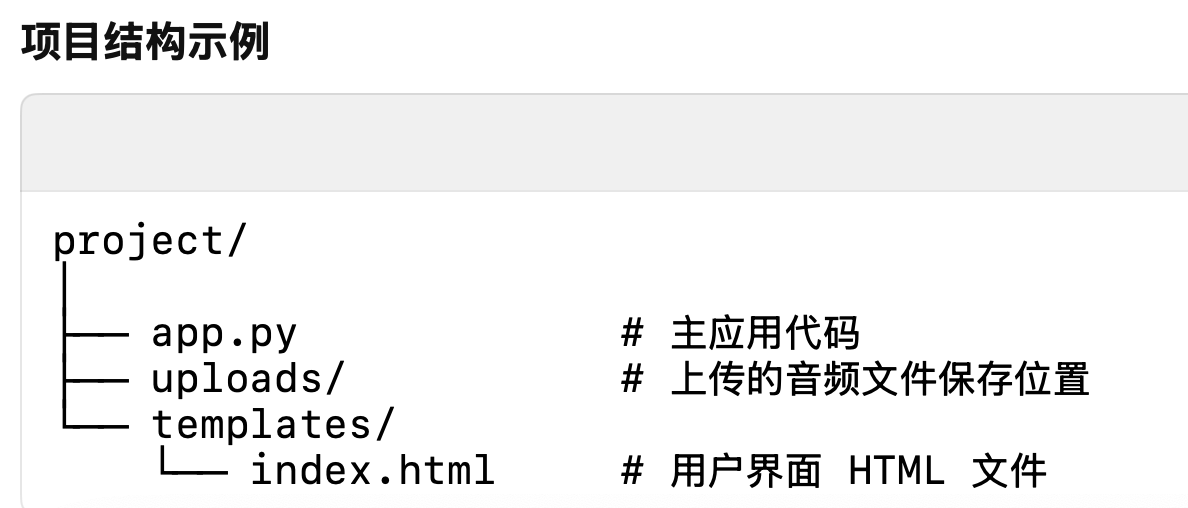 项目结构示例
project/
│
├── app.py             # 主应用代码
├── uploads/           # 上传的音频文件保存位置
└── templates/
    └── index.html     # 用户界面 HTML 文件